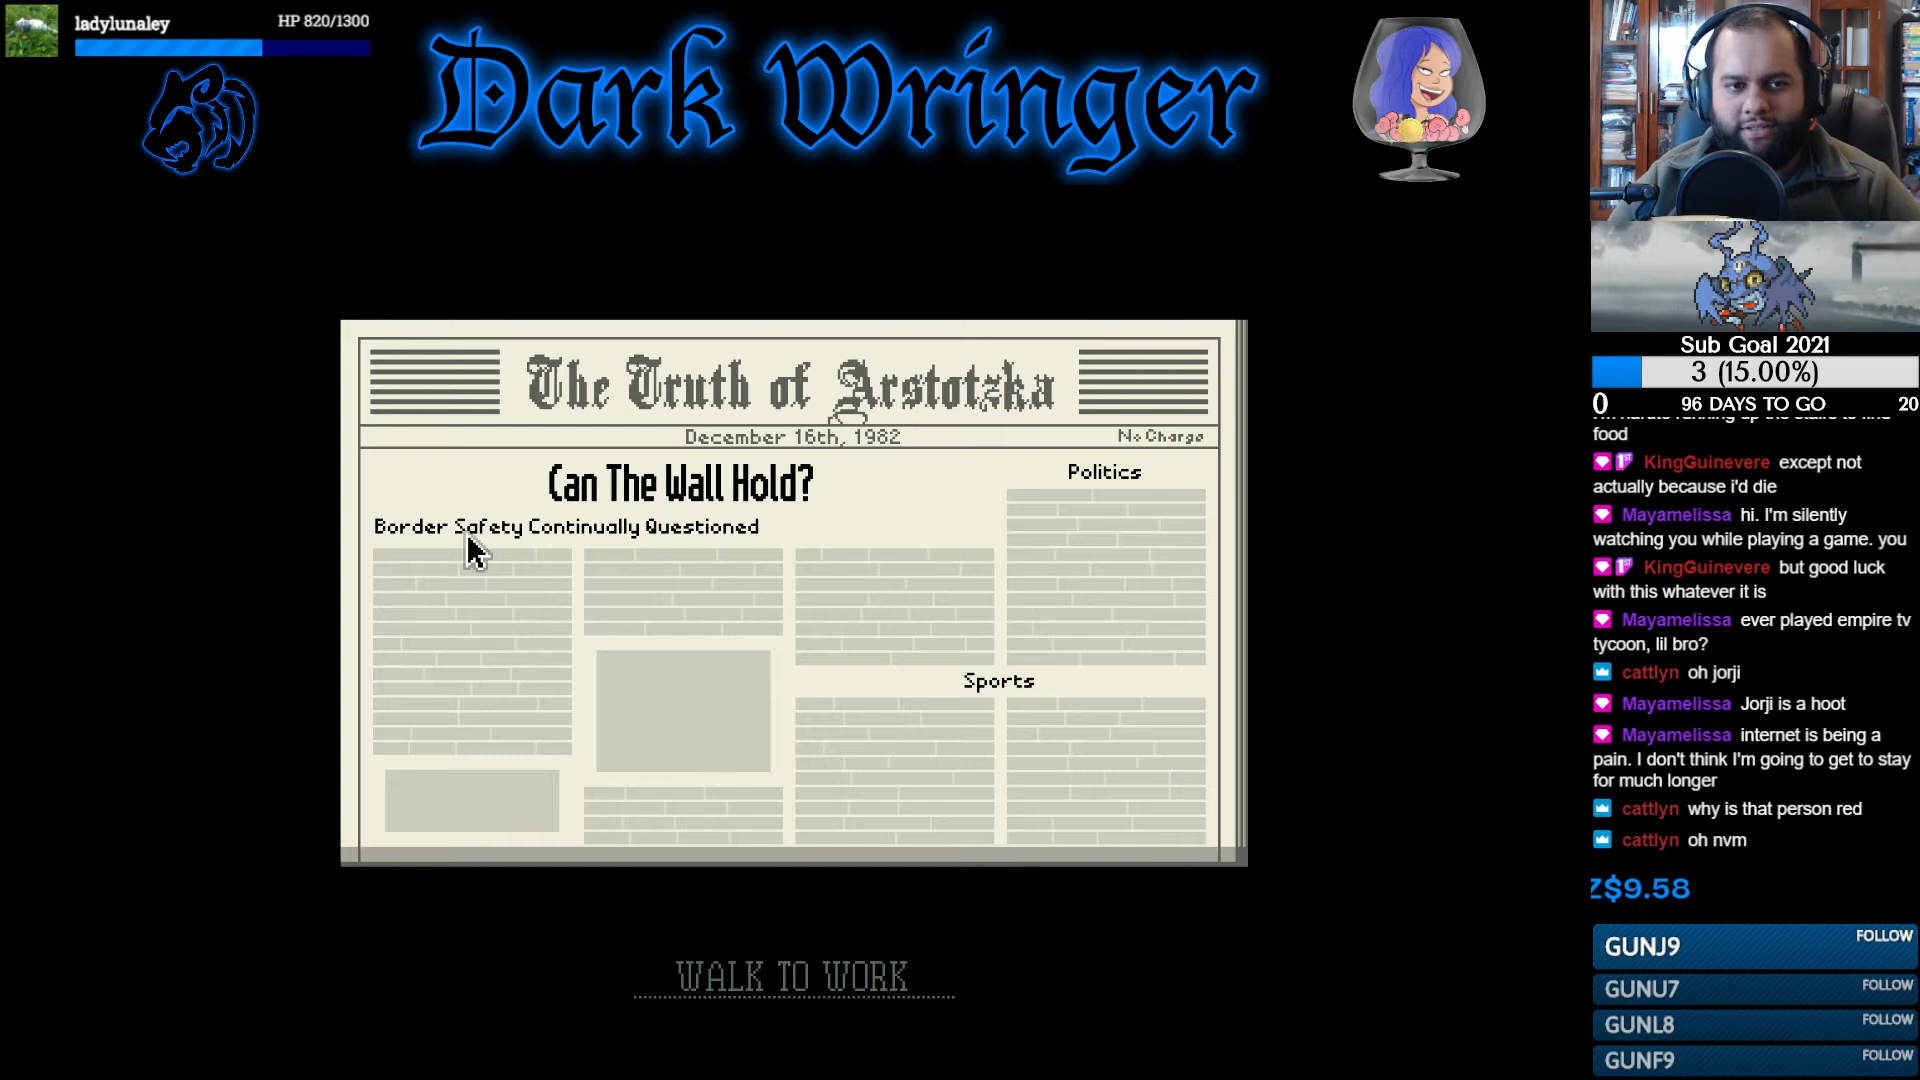 ladylunaley
HP 820/1300
Dark Wringer
The Truth of Arstotzka
December 16th, 1982
No Charge
Can The Wall Hold?
Border Safety Continually Questioned
Politics
Sports
WALK TO WORK
Sub Goal 2021
3 (15.00%)
0
96 DAYS TO GO
20
food
KingGuinevere except not
actually because i'd die
Mayamelissa hi. I'm silently
watching you while playing a game. you
KingGuinevere but good luck
with this whatever it is
Mayamelissa ever played empire tv
tycoon, lil bro?
cattlyn oh jorji
Mayamelissa Jorji is a hoot
Mayamelissa internet is being a
pain. I don't think I'm going to get to stay
for much longer
cattlyn why is that person red
cattlyn oh nvm
Z$9.58
GUNJ9
FOLLOW
GUNU7
FOLLOW
GUNL8
FOLLOW
GUNF9
FOLLOW